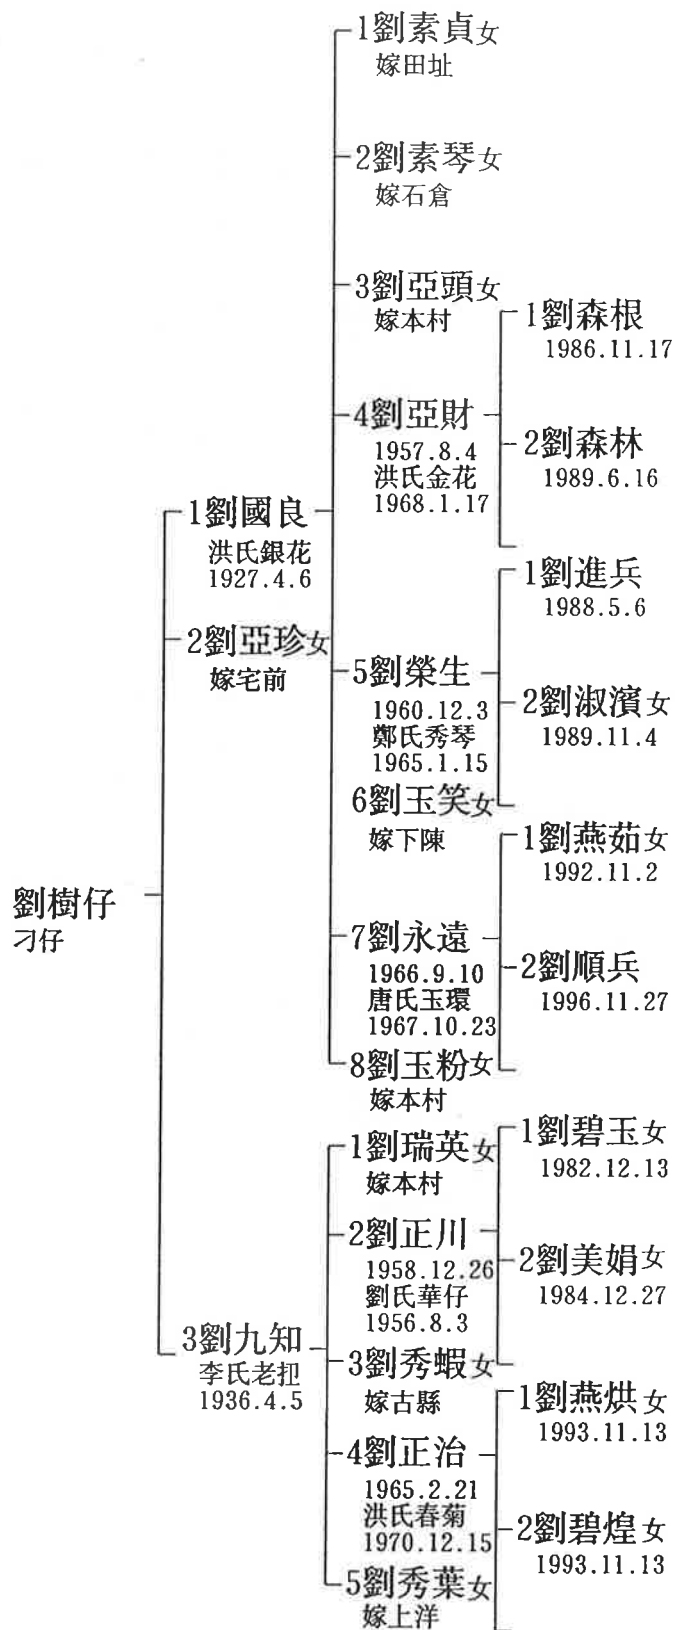 劉樹仔
刁仔
1劉國良
洪氏銀花
1927.4.6
2劉亞珍女
嫁宅前
3劉九知
李氏老扭
1936.4.5
1劉素貞女
嫁田址
2劉素琴女
嫁石倉
3劉亞頭女
嫁本村
4劉亞財
1957.8.4
洪氏金花
1968.1.17
5劉榮生
1960.12.3
鄭氏秀琴
1965.1.15
6劉玉笑女
嫁下陳
7劉永遠
1966.9.10
唐氏玉環
1967.10.23
8劉玉粉女
嫁本村
1劉瑞英女
嫁本村
2劉正川
1958.12.26
劉氏華仔
1956.8.3
3劉秀蝦女
嫁古縣
4劉正治
1965.2.21
洪氏春菊
1970.12.15
5劉秀葉女
嫁上洋
1劉森根
1986.11.17
2劉森林
1989.6.16
1劉進兵
1988.5.6
2劉淑濱女
1989.11.4
1劉燕茹女
1992.11.2
2劉順兵
1996.11.27
1劉碧玉女
1982.12.13
2劉美娟女
1984.12.27
1劉燕烘女
1993.11.13
2劉碧煌女
1993.11.13